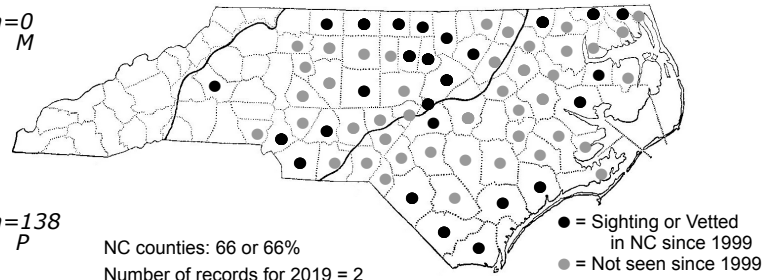 n=0
M
n=138
P
NC counties: 66 or 66%
Number of records for 2019 = 2
● = Sighting or Vetted
in NC since 1999
● = Not seen since 1999